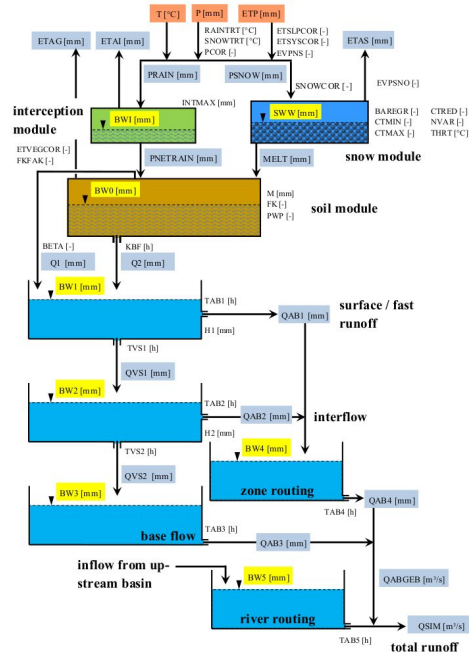 T [°C]
P [mm]
ETP [mm]
ETAG [mm]
ETAI [mm]
RAINTRT [°C]
SNOWTRT [°C]
PCOR [-]
ETSLPCOR [-]
ETSYSCOR [-]
EVPNS [-]
ETAS [mm]
PRAIN [mm]
PSNOW [mm]
SNOWCOR [-]
EVPSNO [-]
interception
module
INTMAX [mm]
BWI [mm]
SWW [mm]
BAREGR [-]
CTMIN [-]
CTMAX [-]
CTRED [-]
NVAR [-]
THRT [°C]
snow module
ETVEGCOR [-]
FKFAK [-]
PNETRAIN [mm]
MELT [mm]
BW0 [mm]
M [mm]
FK [-]
PWP [-]
soil module
BETA [-]
KBF [h]
Q1 [mm]
Q2 [mm]
BW1 [mm]
TAB1 [h]
H1 [mm]
QAB1 [mm]
surface / fast
runoff
TVS1 [h]
QVS1 [mm]
BW2 [mm]
TAB2 [h]
H2 [mm]
QAB2 [mm]
interflow
TVS2 [h]
QVS2 [mm]
BW4 [mm]
zone routing
TAB4 [h]
QAB4 [mm]
BW3 [mm]
base flow
TAB3 [h]
QAB3 [mm]
inflow from up-
stream basin
BW5 [mm]
QABGEB [m³/s]
river routing
TAB5 [h]
QSIM [m³/s]
total runoff